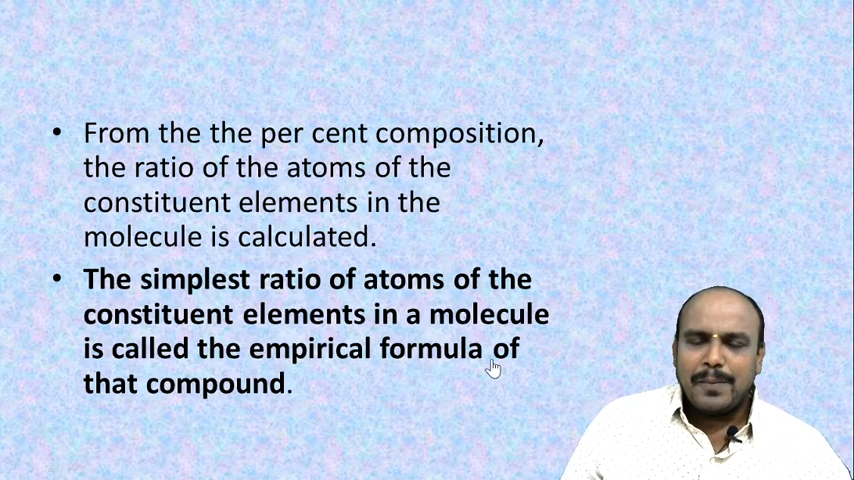 • From the the per cent composition,
the ratio of the atoms of the
constituent elements in the
molecule is calculated.
• The simplest ratio of atoms of the
constituent elements in a molecule
is called the empirical formula of
that compound.